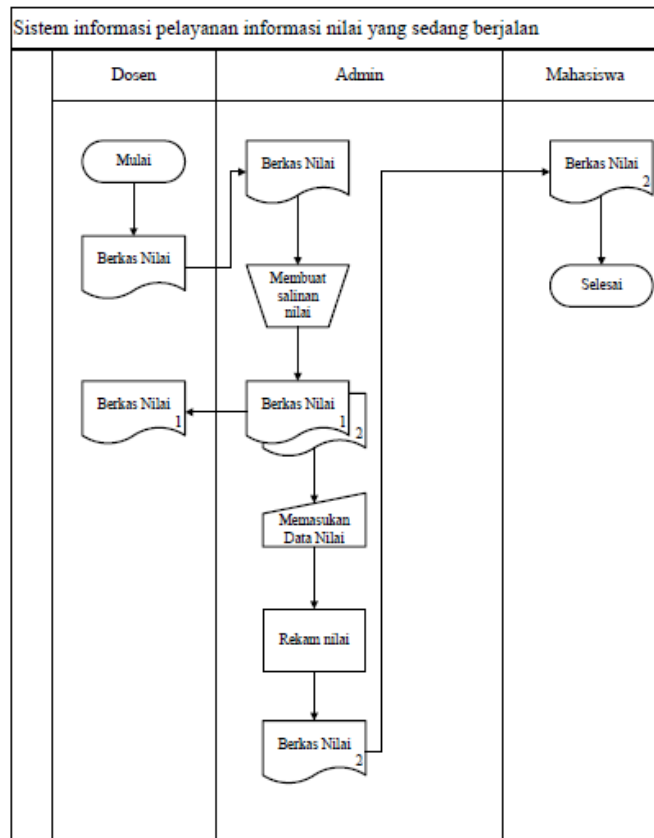 Sistem informasi pelayanan informasi nilai yang sedang berjalan
Dosen
Admin
Mahasiswa
Mulai
Berkas Nilai
Berkas Nilai
2
Berkas Nilai
Membuat
salinan
nilai
Selesai
Berkas Nilai
1
Berkas Nilai
1
2
Memasukan
Data Nilai
Rekam nilai
Berkas Nilai
2